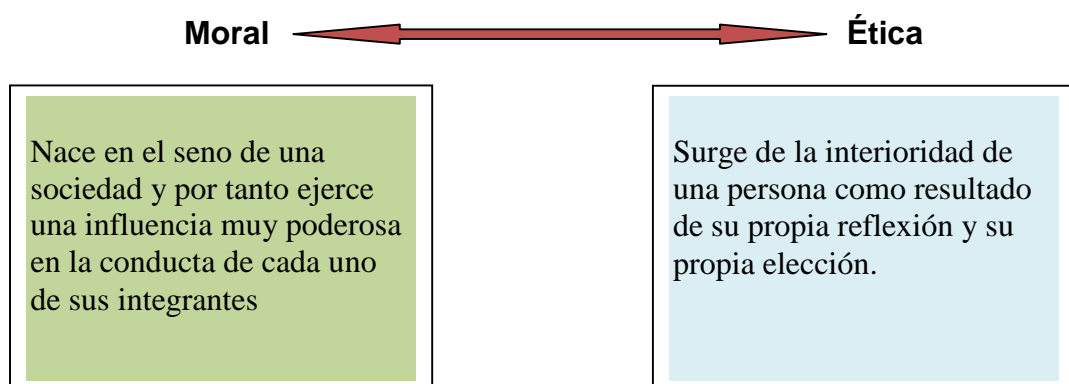 Moral Ética
Nace en el seno de una
sociedad y por tanto ejerce
una influencia muy poderosa
en la conducta de cada uno
de sus integrantes
Surge de la interioridad de
una persona como resultado
de su propia reflexión y su
propia elección.